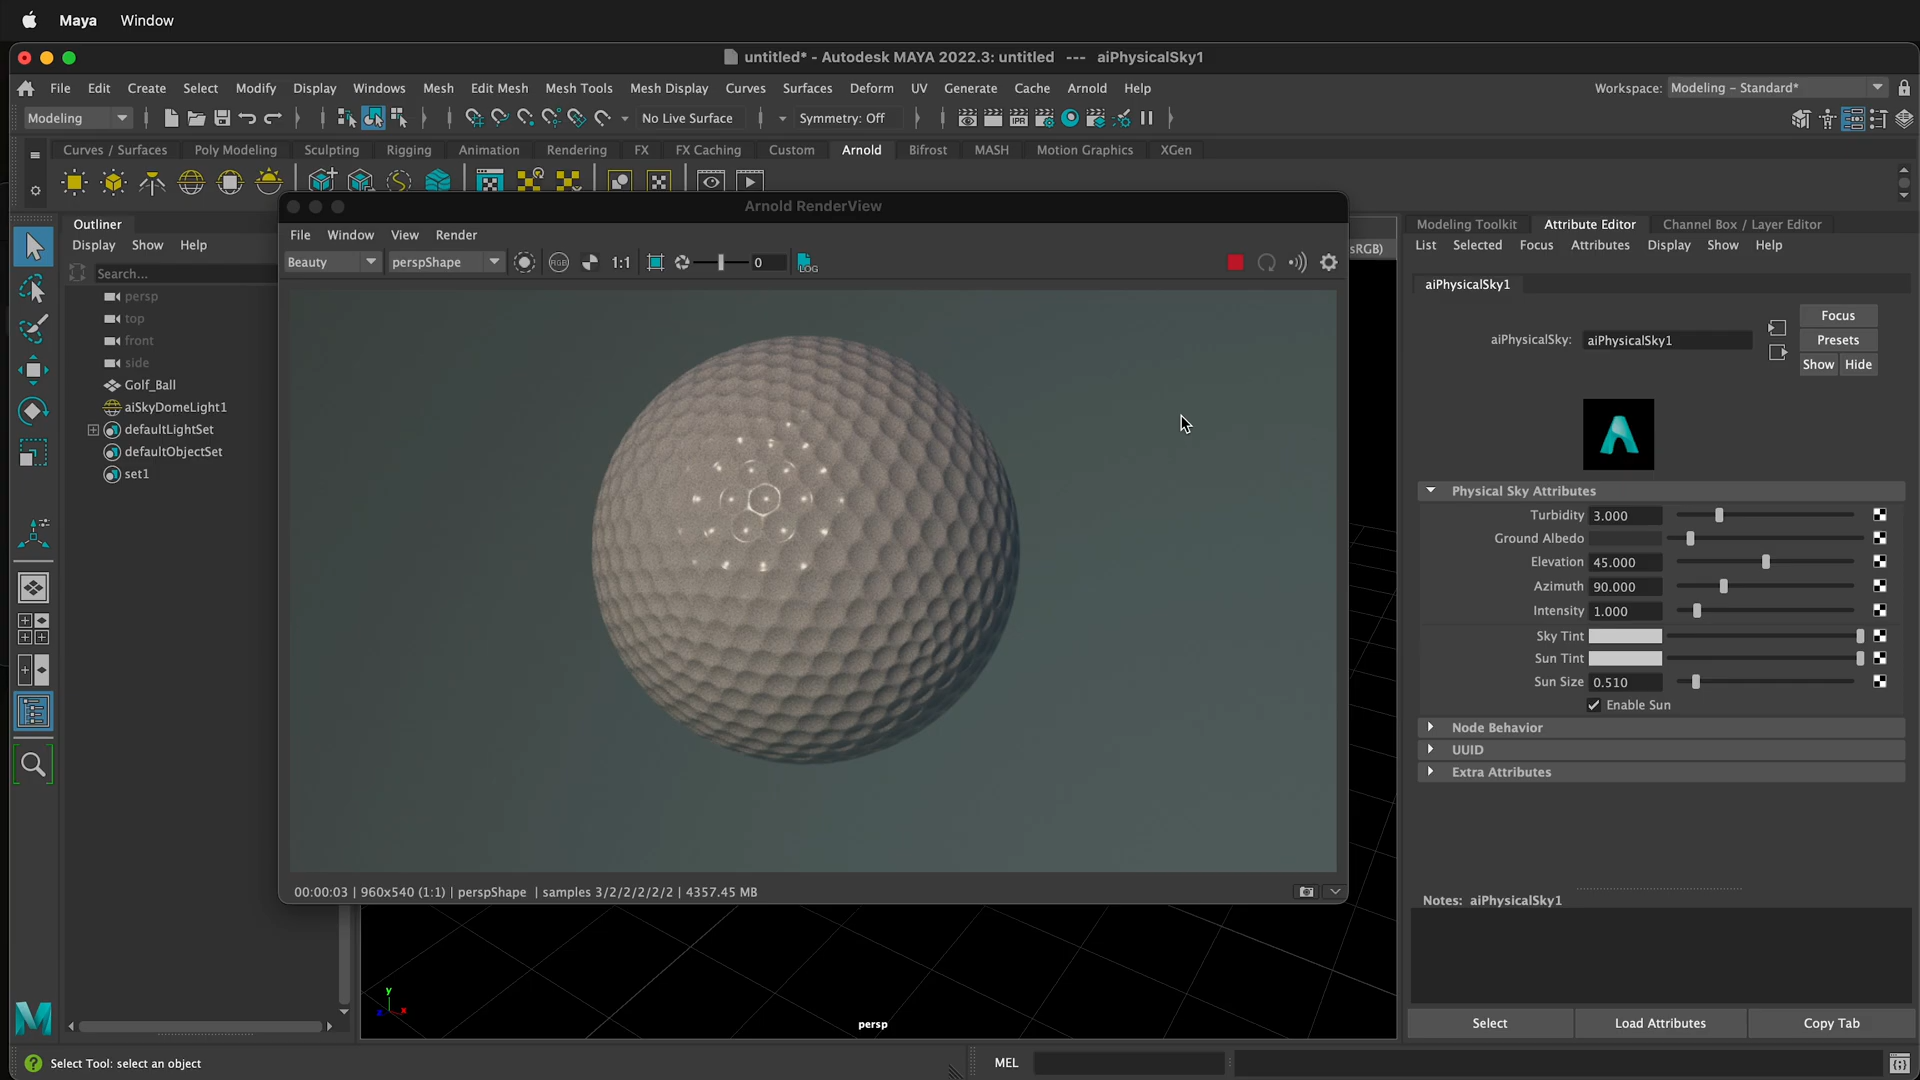 Maya Window
untitled* - Autodesk MAYA 2022.3: untitled --- aiPhysicalSky1
File Edit Create Select Modify Display Windows Mesh Edit Mesh Mesh Tools Mesh Display Curves Surfaces Deform UV Generate Cache Arnold Help
Workspace: Modeling - Standard*
Modeling No Live Surface Symmetry: Off
Curves / Surfaces Poly Modeling Sculpting Rigging Animation Rendering FX FX Caching Custom Arnold Bifrost MASH Motion Graphics XGen
Outliner
Display Show Help
Search...
persp
top
front
side
Golf_Ball
aiSkyDomeLight1
defaultLightSet
defaultObjectSet
set1
Arnold RenderView
File Window View Render
Beauty perspShape RGB 1:1 0 LOG
00:00:03 | 960x540 (1:1) | perspShape | samples 3/2/2/2/2/2 | 4357.45 MB
sRGB)
y
x
z
persp
Modeling Toolkit Attribute Editor Channel Box / Layer Editor
List Selected Focus Attributes Display Show Help
aiPhysicalSky1
aiPhysicalSky: aiPhysicalSky1
Focus
Presets
Show Hide
Physical Sky Attributes
Turbidity 3.000
Ground Albedo
Elevation 45.000
Azimuth 90.000
Intensity 1.000
Sky Tint
Sun Tint
Sun Size 0.510
Enable Sun
Node Behavior
UUID
Extra Attributes
Notes: aiPhysicalSky1
Select Load Attributes Copy Tab
Select Tool: select an object
MEL